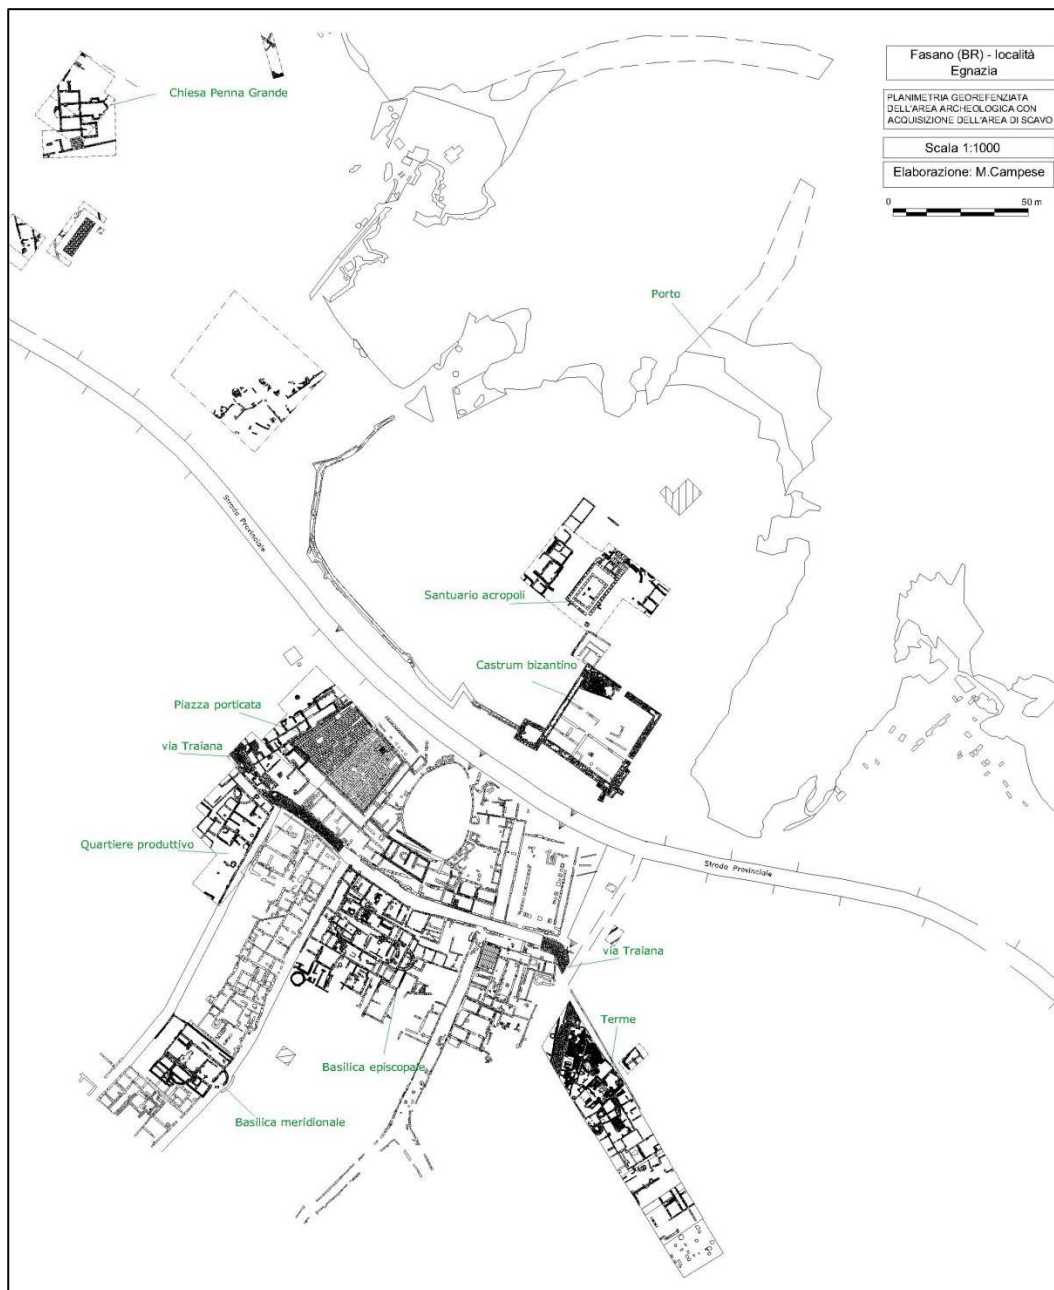 Fasano (BR) - località
Egnazia
PLANIMETRIA GEOREFENZIATA
DELL'AREA ARCHEOLOGICA CON
ACQUISIZIONE DELL'AREA DI SCAVO
Scala 1:1000
Elaborazione: M.Campese
0 50 m
Chiesa Penna Grande
Porto
Strada Provinciale
Santuario acropoli
Castrum bizantino
Piazza porticata
via Traiana
Quartiere produttivo
Strada Provinciale
via Traiana
Terme
Basilica episcopale
Basilica meridionale